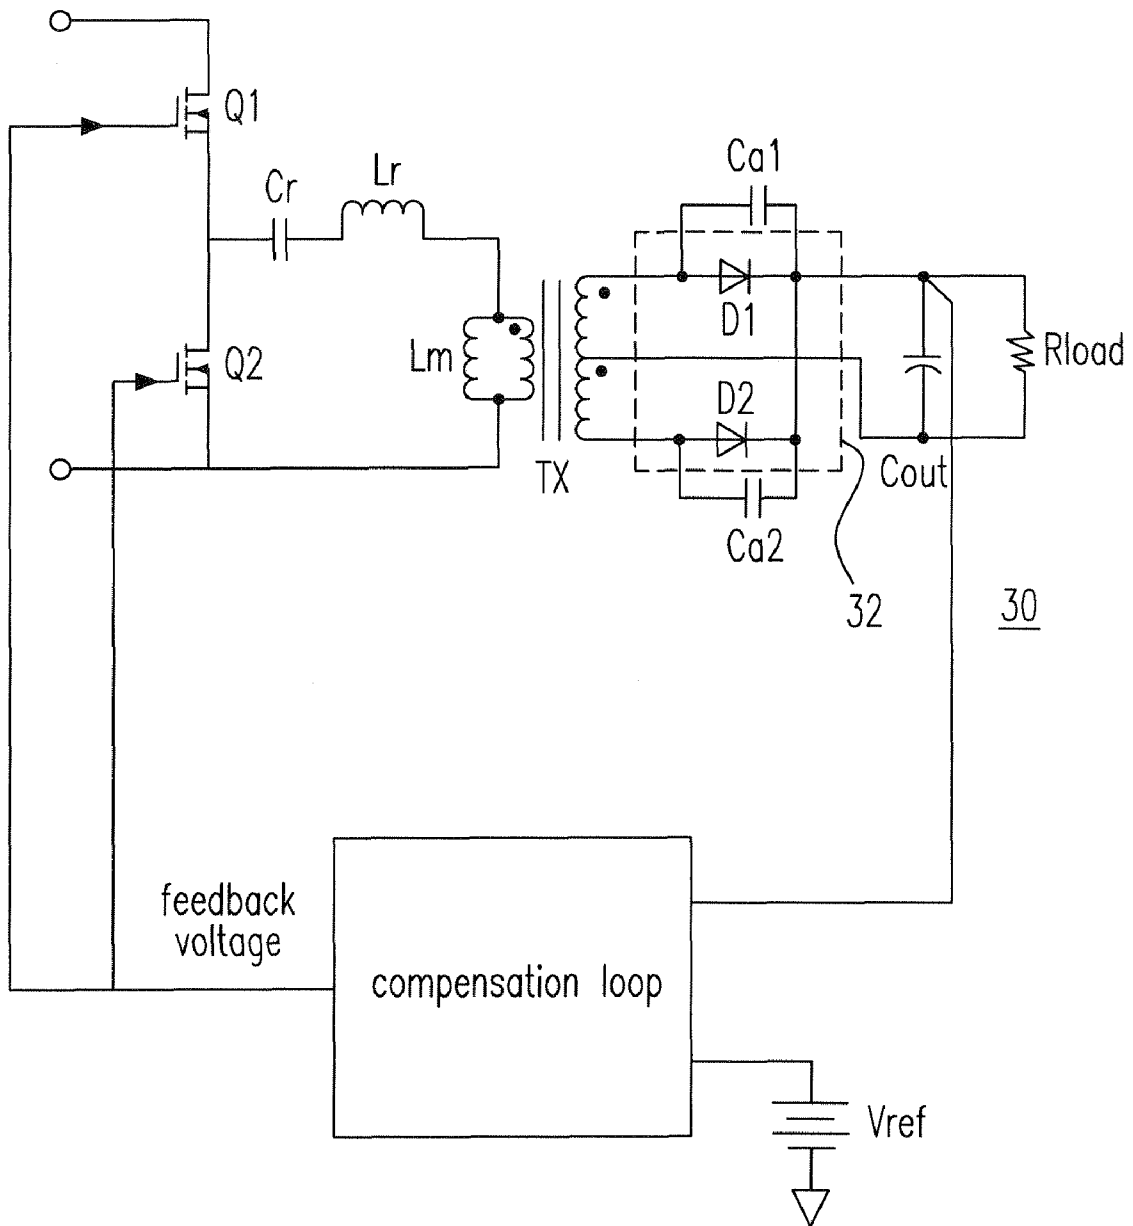 Q1
Ca1
Lr
Cr
D1
Rload
Lm
Q2
D2
Cout
TX
Ca2
32
30
feedback
voltage
compensation loop
Vref